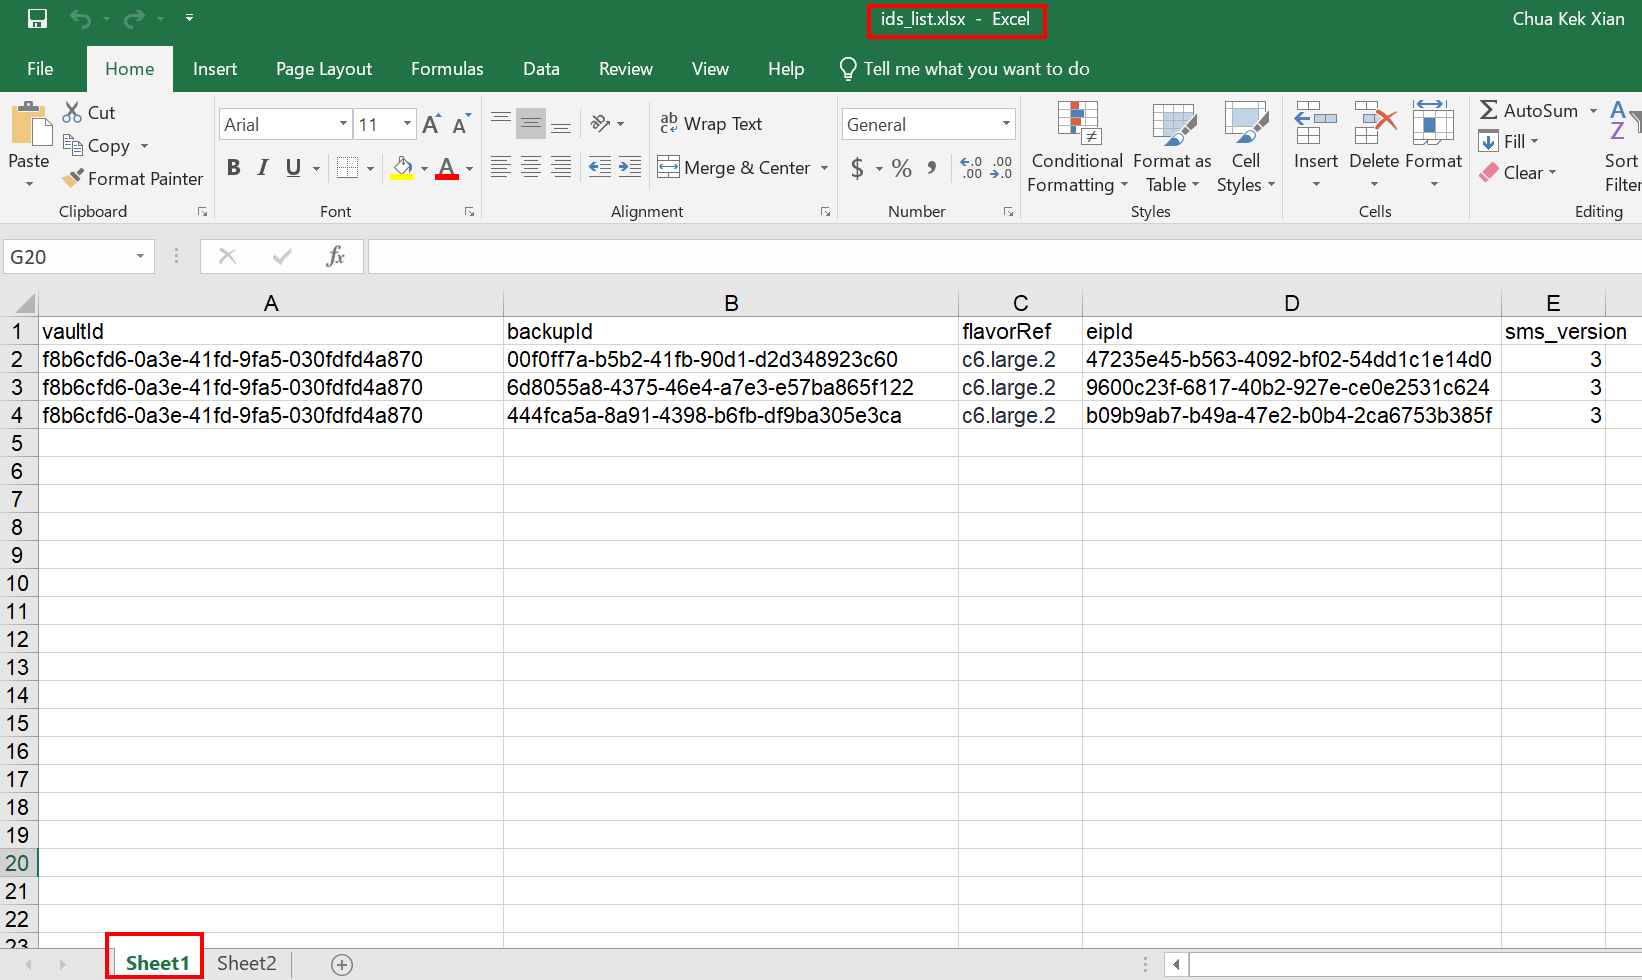 ids_list.xlsx - Excel
Chua Kek Xian
File Home Insert Page Layout Formulas Data Review View Help Tell me what you want to do
Paste
Cut
Copy
Format Painter
Clipboard
Arial 11
B I U
Font
Wrap Text
Merge & Center
Alignment
General
$ % ,
Number
Conditional Formatting
Format as Table
Cell Styles
Styles
Insert Delete Format
Cells
AutoSum
Fill
Clear
Sort
Filter
Editing
G20
fx
A B C D E
1 vaultId backupId flavorRef eipId sms_version
2 f8b6cfd6-0a3e-41fd-9fa5-030fdfd4a870 00f0ff7a-b5b2-41fb-90d1-d2d348923c60 c6.large.2 47235e45-b563-4092-bf02-54dd1c1e14d0 3
3 f8b6cfd6-0a3e-41fd-9fa5-030fdfd4a870 6d8055a8-4375-46e4-a7e3-e57ba865f122 c6.large.2 9600c23f-6817-40b2-927e-ce0e2531c624 3
4 f8b6cfd6-0a3e-41fd-9fa5-030fdfd4a870 444fca5a-8a91-4398-b6fb-df9ba305e3ca c6.large.2 b09b9ab7-b49a-47e2-b0b4-2ca6753b385f 3
5
6
7
8
9
10
11
12
13
14
15
16
17
18
19
20
21
22
23
Sheet1 Sheet2